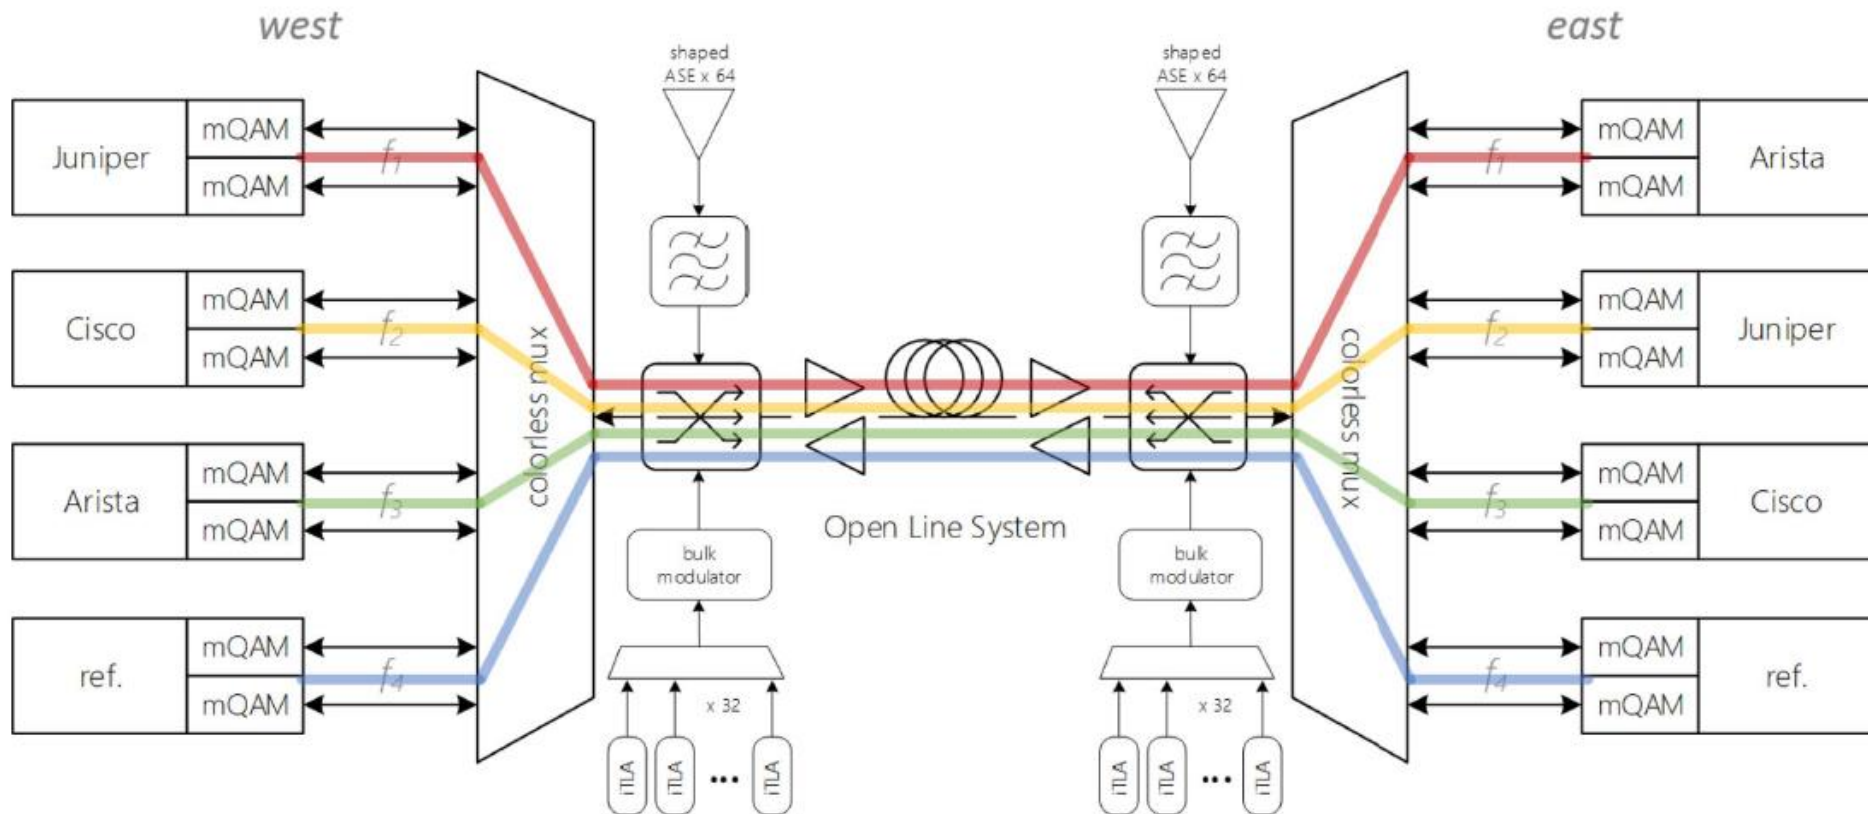 west
east
shaped
ASE x 64
shaped
ASE x 64
Juniper
mQAM
mQAM
f1
f1
mQAM
mQAM
Arista
Cisco
mQAM
mQAM
f2
f2
mQAM
mQAM
Juniper
colorless mux
colorless mux
Arista
mQAM
mQAM
f3
f3
mQAM
mQAM
Cisco
Open Line System
bulk
modulator
bulk
modulator
ref.
mQAM
mQAM
f4
f4
mQAM
mQAM
ref.
x 32
x 32
iTLA
iTLA
...
iTLA
iTLA
iTLA
...
iTLA